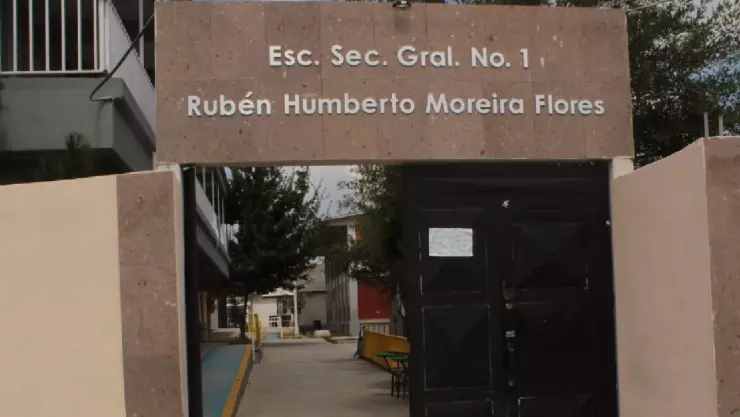 Esc. Sec. Gral. No. 1
Rubén Humberto Moreira Flores